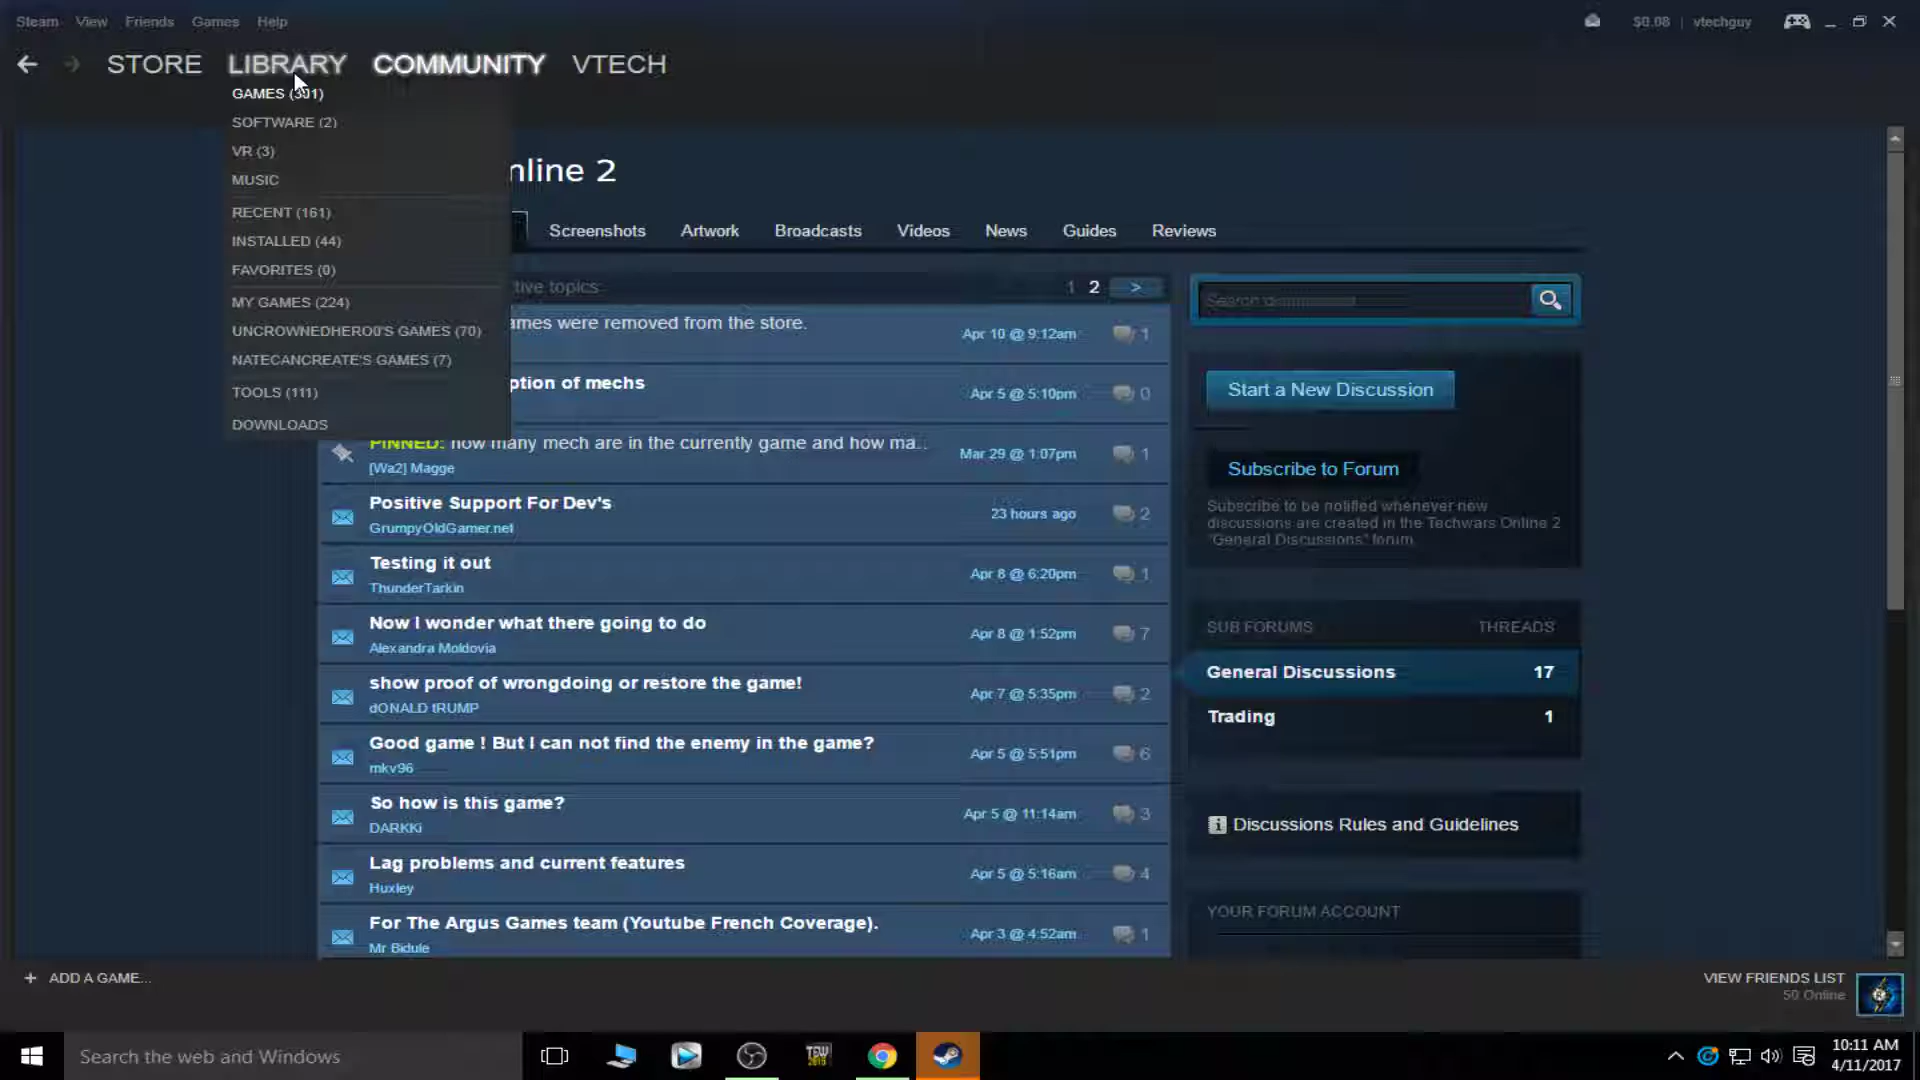 Steam View Friends Games Help
$0.08 | vtechguy
STORE LIBRARY COMMUNITY VTECH
GAMES (301)
SOFTWARE (2)
VR (3)
MUSIC
RECENT (161)
INSTALLED (44)
FAVORITES (0)
MY GAMES (224)
UNCROWNEDHERO0'S GAMES (70)
NATECANCREATE'S GAMES (7)
TOOLS (111)
DOWNLOADS
nline 2
Screenshots Artwork Broadcasts Videos News Guides Reviews
tive topics
1 2 >
ames were removed from the store.
Apr 10 @ 9:12am 1
ption of mechs
Apr 5 @ 5:10pm 0
PINNED: how many mech are in the currently game and how ma...
[Wa2] Magge
Mar 29 @ 1:07pm 1
Positive Support For Dev's
GrumpyOldGamer.net
23 hours ago 2
Testing it out
ThunderTarkin
Apr 8 @ 6:20pm 1
Now I wonder what there going to do
Alexandra Moldovia
Apr 8 @ 1:52pm 7
show proof of wrongdoing or restore the game!
dONALD tRUMP
Apr 7 @ 5:35pm 2
Good game ! But I can not find the enemy in the game?
mkv96
Apr 5 @ 5:51pm 6
So how is this game?
DARKKi
Apr 5 @ 11:14am 3
Lag problems and current features
Huxley
Apr 5 @ 5:16am 4
For The Argus Games team (Youtube French Coverage).
Mr Bidule
Apr 3 @ 4:52am 1
Start a New Discussion
Subscribe to Forum
Subscribe to be notified whenever new
discussions are created in the Techwars Online 2
"General Discussions" forum.
SUB FORUMS THREADS
General Discussions 17
Trading 1
Discussions Rules and Guidelines
YOUR FORUM ACCOUNT
+ ADD A GAME...
VIEW FRIENDS LIST
50 Online
Search the web and Windows
10:11 AM
4/11/2017